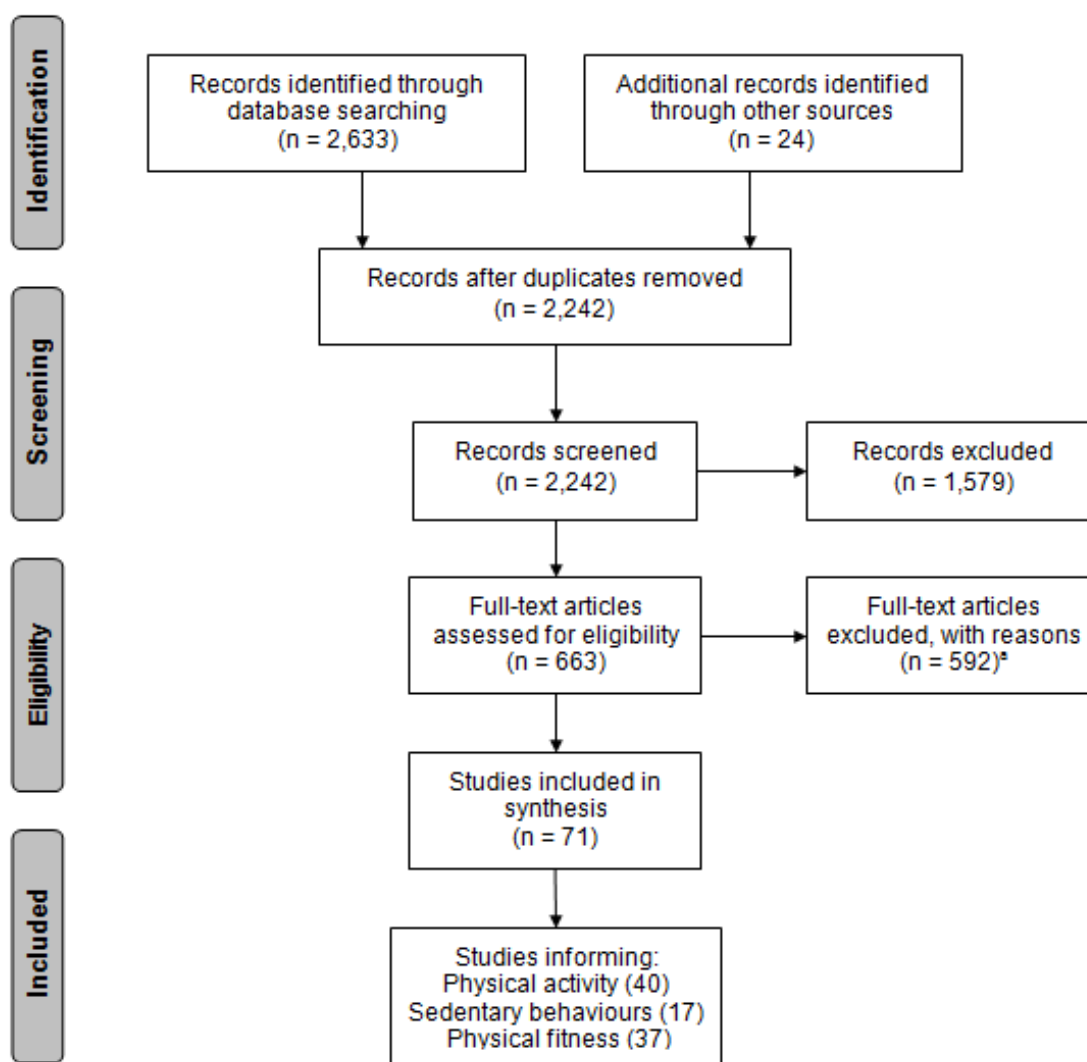 Identification
Records identified through
database searching
(n = 2,633)
Additional records identified
through other sources
(n = 24)
Records after duplicates removed
(n = 2,242)
Screening
Records screened
(n = 2,242)
Records excluded
(n = 1,579)
Eligibility
Full-text articles
assessed for eligibility
(n = 663)
Full-text articles
excluded, with reasons
(n = 592)ª
Studies included in
synthesis
(n = 71)
Included
Studies informing:
Physical activity (40)
Sedentary behaviours (17)
Physical fitness (37)